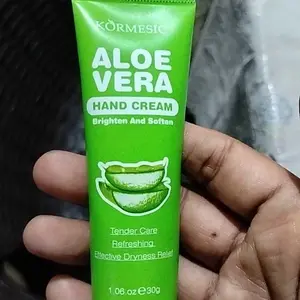 KORMESIC
ALOE
VERA
HAND CREAM
Brighten And Soften
Tender Care
Refreshing
Effective Dryness Relief
1.06 oz ℮ 30g